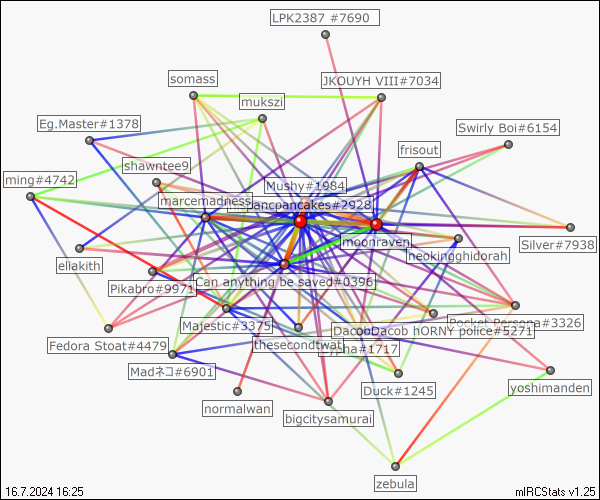 LPK2387 #7690
somass
JKOUYH VIII#7034
mukszi
Eg.Master#1378
Swirly Boi#6154
frisout
shawntee9
ming#4742
Mushy#1984
marcemadness
ancpancakes#2928
moonraven
Silver#7938
neokingghidorah
eliakith
Can anything be saved#0396
Pikabro#9971
Pocket Persona#3326
Majestic#3375
DacobDacob hORNY police#5271
thesecondtwat
#1717
Fedora Stoat#4479
Madネコ#6901
Duck#1245
yoshimanden
normalwan
bigcitysamurai
zebula
16.7.2024 16:25
mIRCStats v1.25